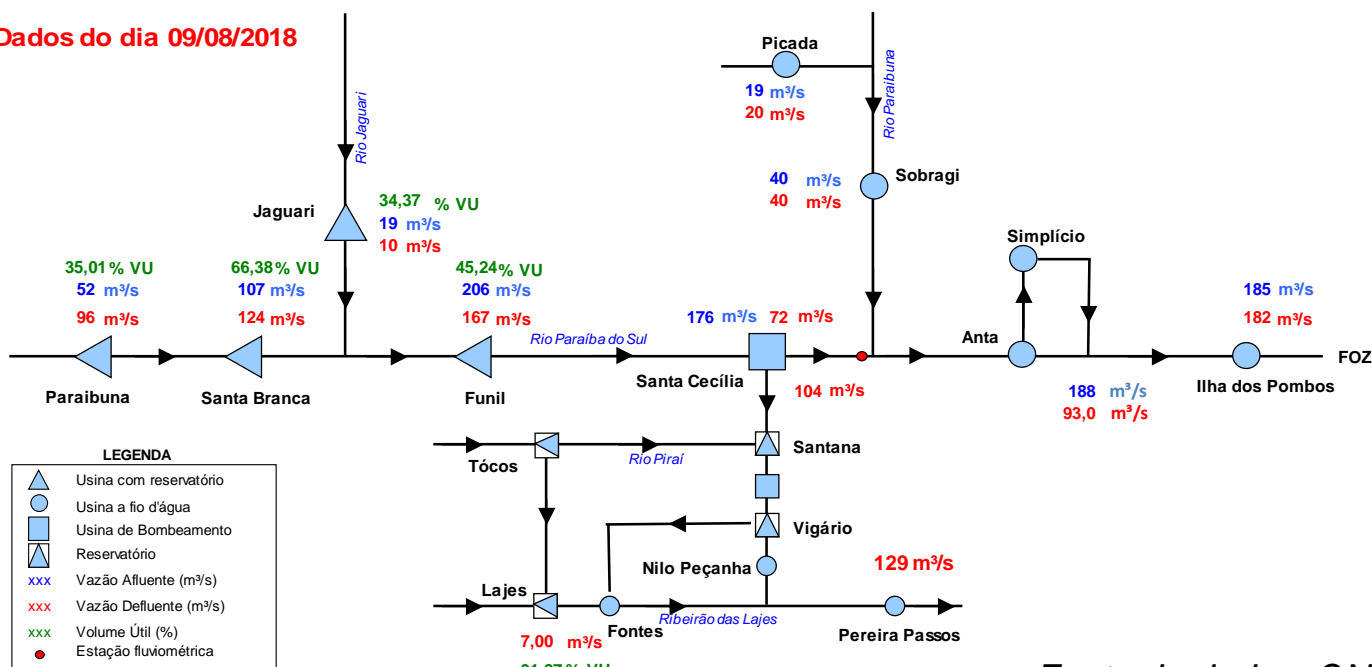 Dados do dia 09/08/2018
Picada
19 m³/s
20 m³/s
Rio Jaguari
Rio Paraibuna
40 m³/s
40 m³/s
Sobragi
Jaguari
34,37 % VU
19 m³/s
10 m³/s
Simplício
35,01 % VU
52 m³/s
96 m³/s
66,38 % VU
107 m³/s
124 m³/s
45,24 % VU
206 m³/s
167 m³/s
176 m³/s 72 m³/s
185 m³/s
182 m³/s
Rio Paraíba do Sul
Anta
FOZ
Paraibuna
Santa Branca
Funil
Santa Cecília
104 m³/s
188 m³/s
93,0 m³/s
Ilha dos Pombos
Tócos
Rio Piraí
Santana
Vigário
Nilo Peçanha
129 m³/s
Lajes
Fontes
Ribeirão das Lajes
Pereira Passos
7,00 m³/s
% VU
LEGENDA
Usina com reservatório
Usina a fio d'água
Usina de Bombeamento
Reservatório
xxx Vazão Afluente (m³/s)
xxx Vazão Defluente (m³/s)
xxx Volume Útil (%)
Estação fluviométrica